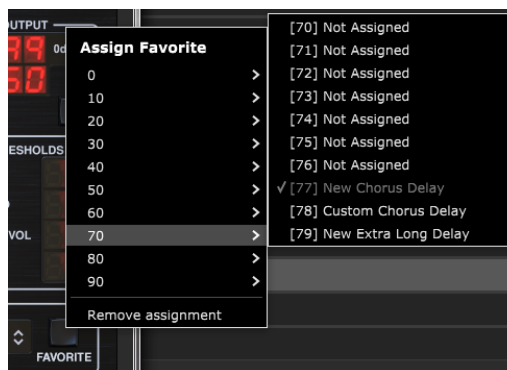 OUTPUT
0d
ESHOLDS
VOL
FAVORITE
Assign Favorite
0
10
20
30
40
50
60
70
80
90
Remove assignment
[70] Not Assigned
[71] Not Assigned
[72] Not Assigned
[73] Not Assigned
[74] Not Assigned
[75] Not Assigned
[76] Not Assigned
✓[77] New Chorus Delay
[78] Custom Chorus Delay
[79] New Extra Long Delay